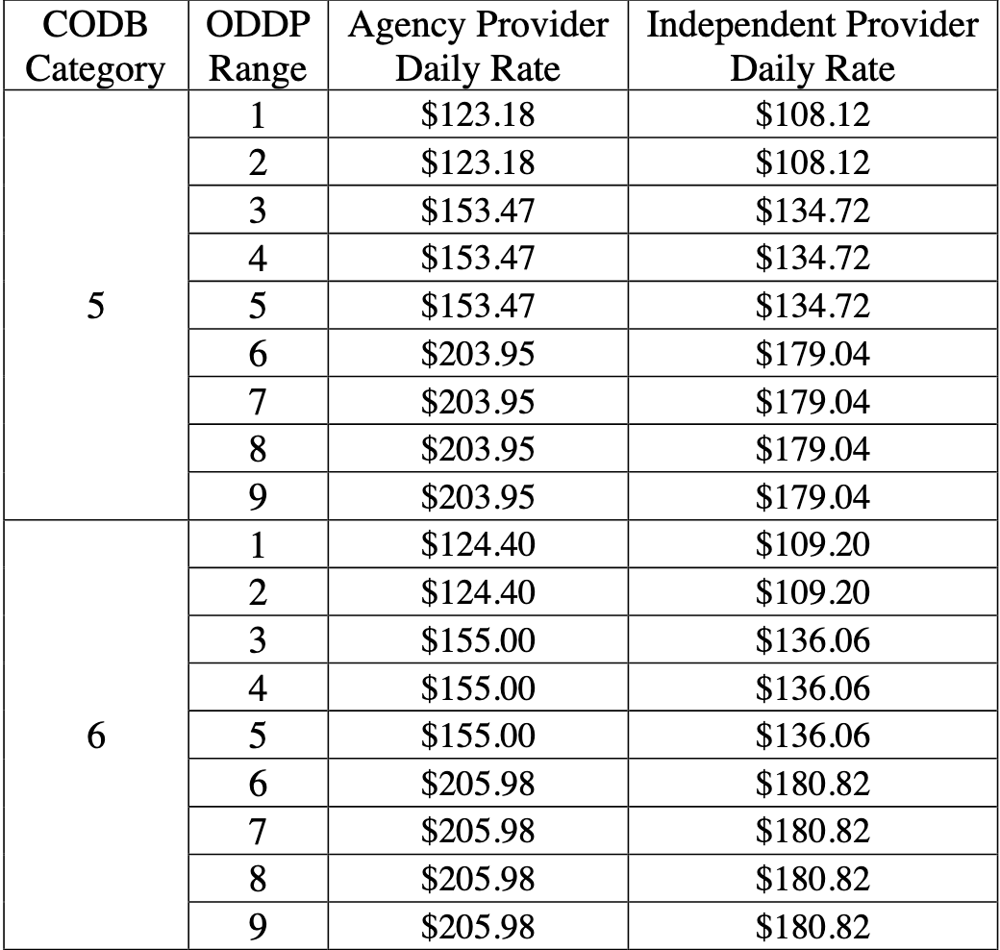 CODB Category ODDP Range Agency Provider Daily Rate Independent Provider Daily Rate
5
1 $123.18 $108.12
2 $123.18 $108.12
3 $153.47 $134.72
4 $153.47 $134.72
5 $153.47 $134.72
6 $203.95 $179.04
7 $203.95 $179.04
8 $203.95 $179.04
9 $203.95 $179.04
6
1 $124.40 $109.20
2 $124.40 $109.20
3 $155.00 $136.06
4 $155.00 $136.06
5 $155.00 $136.06
6 $205.98 $180.82
7 $205.98 $180.82
8 $205.98 $180.82
9 $205.98 $180.82